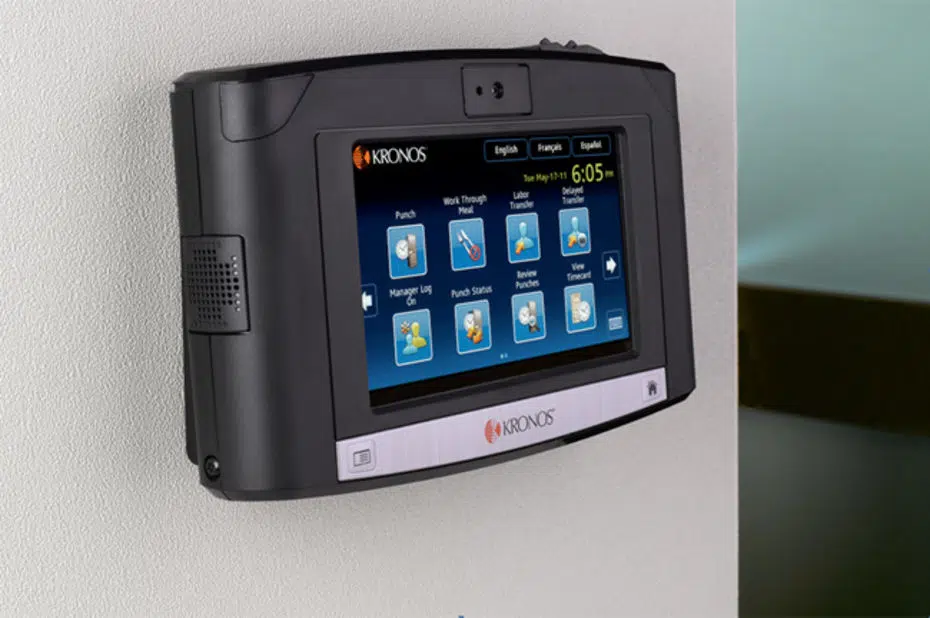 KRONOS
English Français Español
Tue May-17-11 6:05 PM
Punch
Work Through
Meal
Labor
Transfer
Delayed
Transfer
Manager Log
On
Punch Status
Review
Punches
View
Timecard
KRONOS